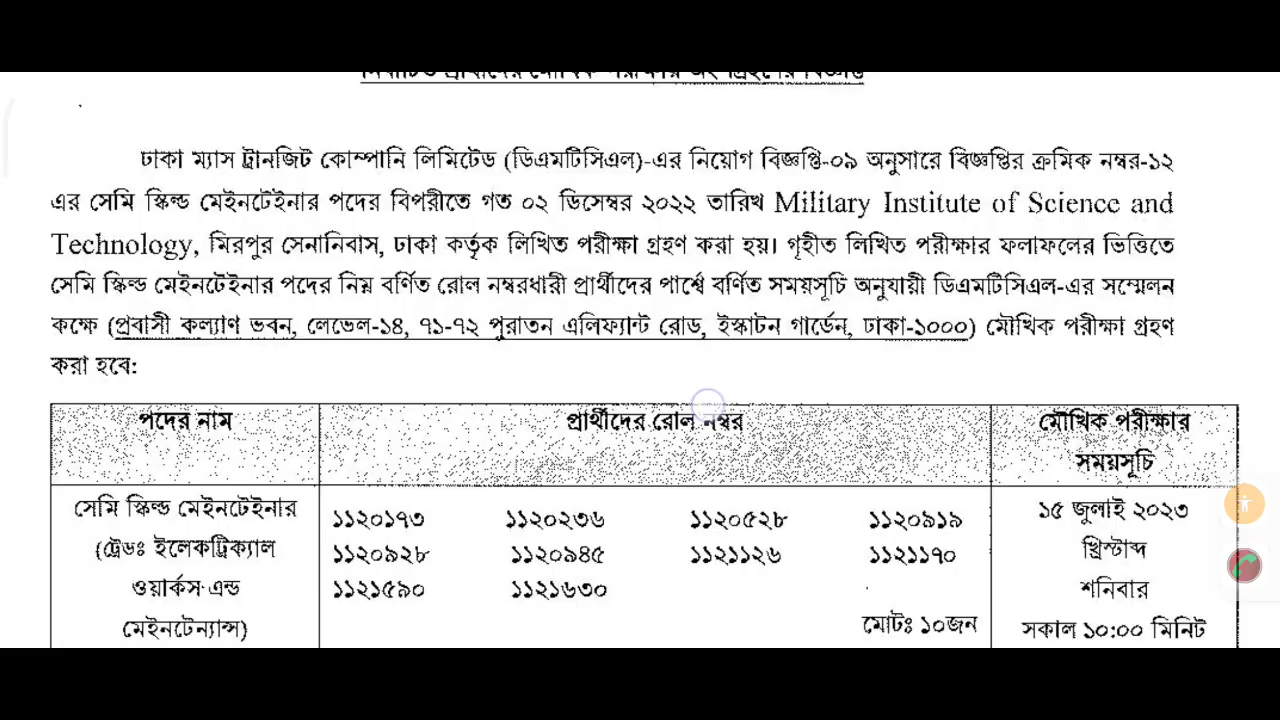 ঢাকা ম্যাস ট্রানজিট কোম্পানি লিমিটেড (ডিএমটিসিএল)-এর নিয়োগ বিজ্ঞপ্তি-০৯ অনুসারে বিজ্ঞপ্তির ক্রমিক নম্বর-১২
এর সেমি স্কিল্ড মেইনটেইনার পদের বিপরীতে গত ০২ ডিসেম্বর ২০২২ তারিখ Military Institute of Science and
Technology, মিরপুর সেনানিবাস, ঢাকা কর্তৃক লিখিত পরীক্ষা গ্রহণ করা হয়। গৃহীত লিখিত পরীক্ষার ফলাফলের ভিত্তিতে
সেমি স্কিল্ড মেইনটেইনার পদের নিম্ন বর্ণিত রোল নম্বরধারী প্রার্থীদের পার্শ্বে বর্ণিত সময়সূচি অনুযায়ী ডিএমটিসিএল-এর সম্মেলন
কক্ষে (প্রবাসী কল্যাণ ভবন, লেভেল-১৪, ৭১-৭২ পুরাতন এলিফ্যান্ট রোড, ইস্কাটন গার্ডেন, ঢাকা-১০০০) মৌখিক পরীক্ষা গ্রহণ
করা হবে:
পদের নাম প্রার্থীদের রোল নম্বর মৌখিক পরীক্ষার
সময়সূচি
সেমি স্কিল্ড মেইনটেইনার
(ট্রেডঃ ইলেকট্রিক্যাল
ওয়ার্কস এন্ড
মেইনটেন্যান্স)
১১২০১৭৩ ১১২০২৩৬ ১১২০৫২৮ ১১২০৯১৯
১১২০৯২৮ ১১২০৯৪৫ ১১২১১২৬ ১১২১১৭০
১১২১৫৯০ ১১২১৬৩০
মোটঃ ১০জন
১৫ জুলাই ২০২৩
খ্রিস্টাব্দ
শনিবার
সকাল ১০:০০ মিনিট